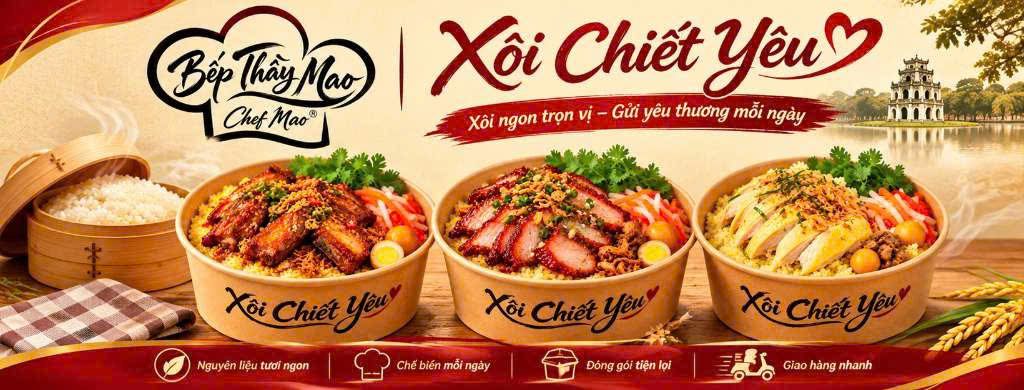 Bếp Thầy Mao
Chef Mao®
Xôi Chiết Yêu
Xôi ngon trọn vị – Gửi yêu thương mỗi ngày
Xôi Chiết Yêu
Xôi Chiết Yêu
Xôi Chiết Yêu
Nguyên liệu tươi ngon
Chế biến mỗi ngày
Đóng gói tiện lợi
Giao hàng nhanh